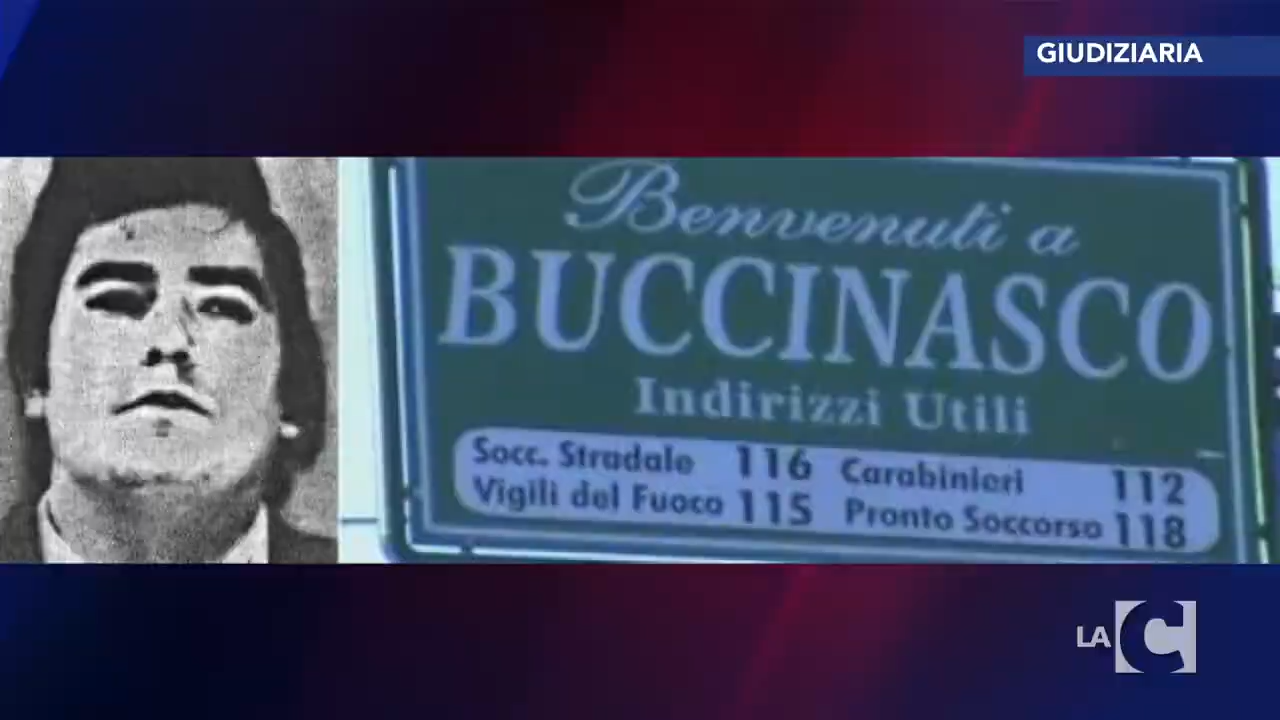 GIUDIZIARIA
Benvenuti a
BUCCINASCO
Indirizzi Utili
Socc. Stradale 116 Carabinieri 112
Vigili del Fuoco 115 Pronto Soccorso 118
LA C